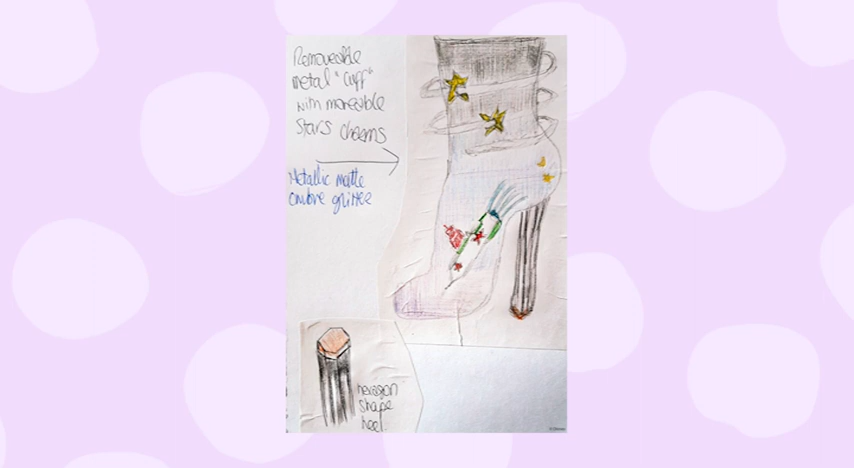 Removeable
metal "cuff"
with moveable
Stars charms
Metallic matte
ombre glitter
hexagon
shape
heel